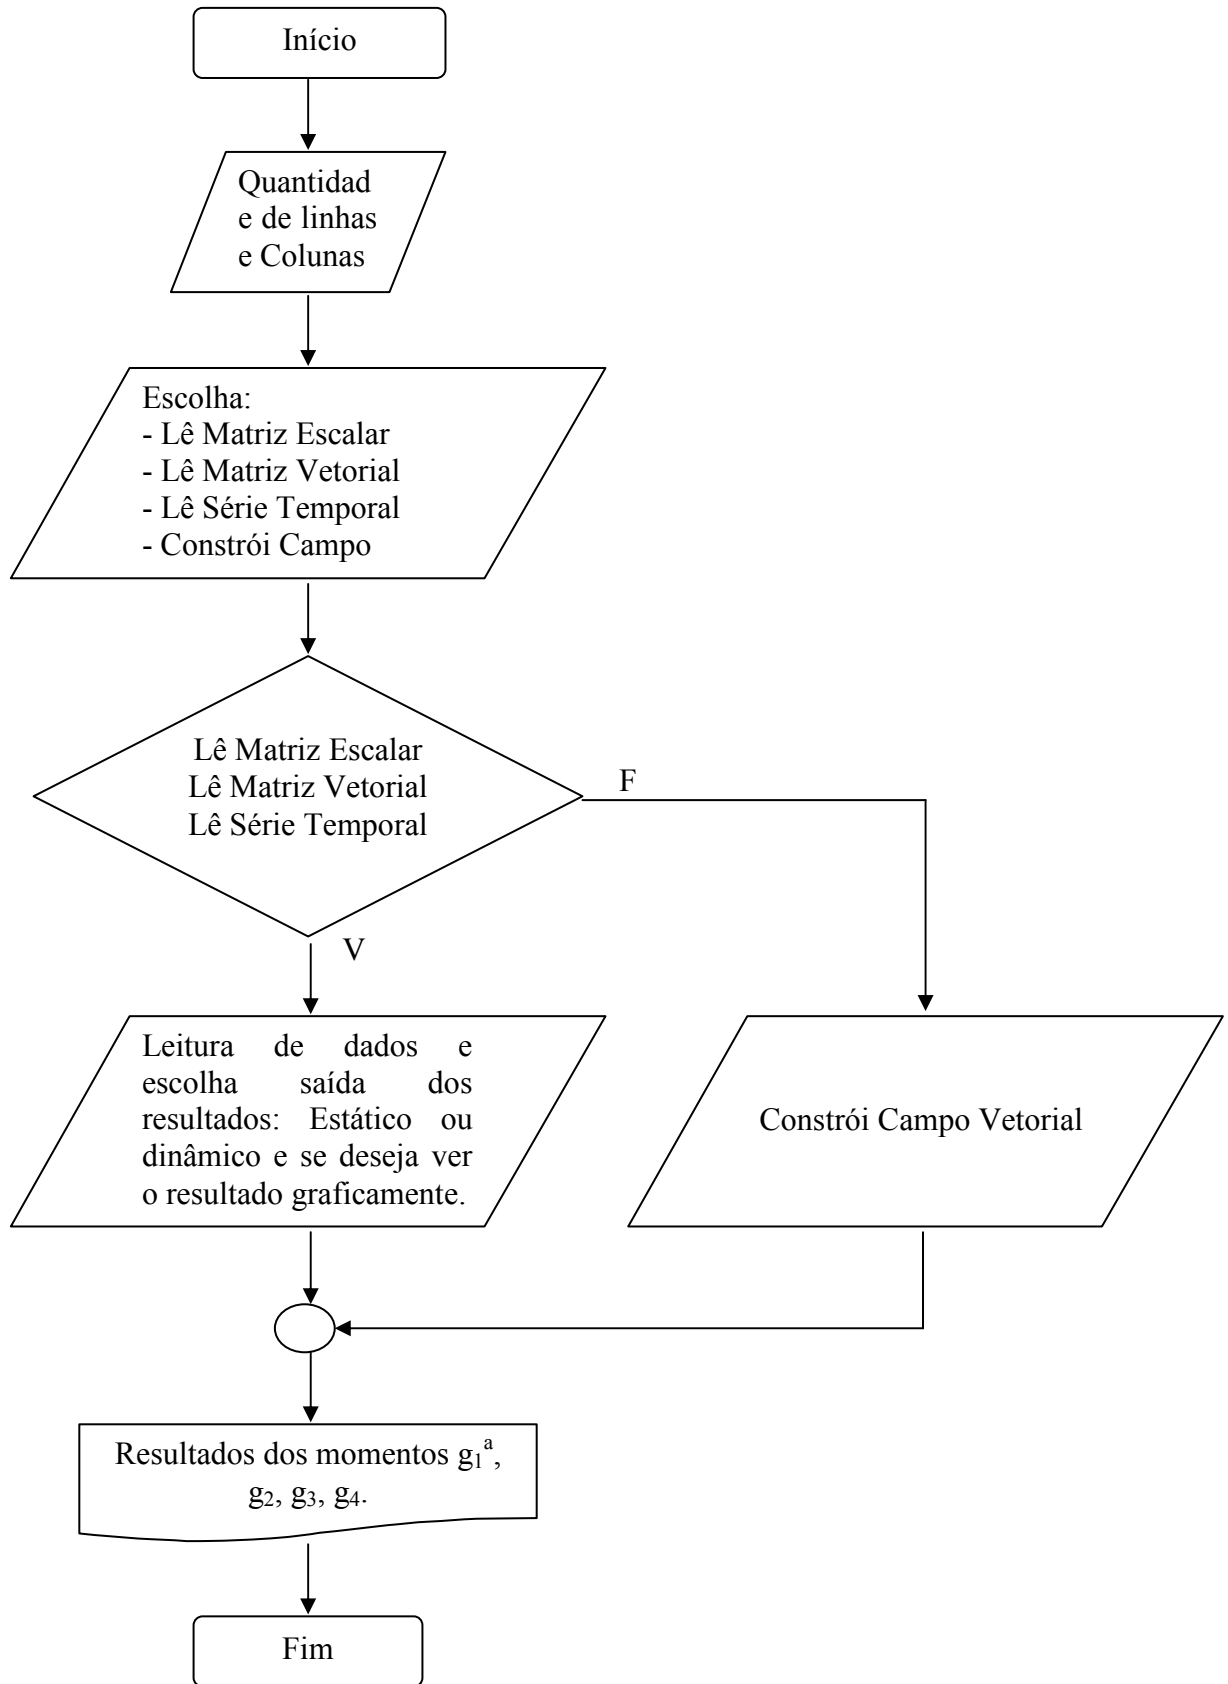 Início
Quantidad
e de linhas
e Colunas
Escolha:
- Lê Matriz Escalar
- Lê Matriz Vetorial
- Lê Série Temporal
- Constrói Campo
Lê Matriz Escalar
Lê Matriz Vetorial
Lê Série Temporal
F
V
Leitura de dados e
escolha saída dos
resultados: Estático ou
dinâmico e se deseja ver
o resultado graficamente.
Constrói Campo Vetorial
Resultados dos momentos g₁ᵃ,
g₂, g₃, g₄.
Fim